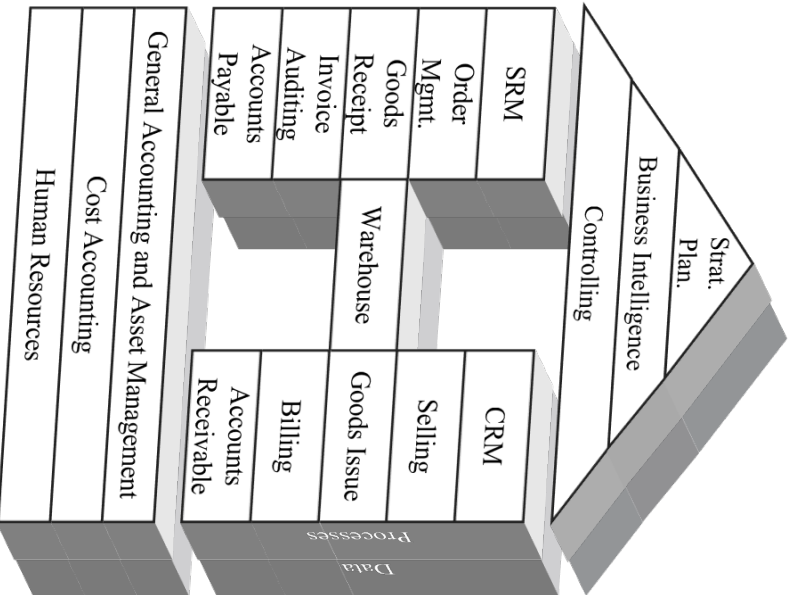 Strat.
Plan.
Business Intelligence
Controlling
SRM
Order
Mgmt.
Goods
Receipt
Invoice
Auditing
Accounts
Payable
Warehouse
CRM
Selling
Goods Issue
Billing
Accounts
Receivable
General Accounting and Asset Management
Cost Accounting
Human Resources
Processes
Data